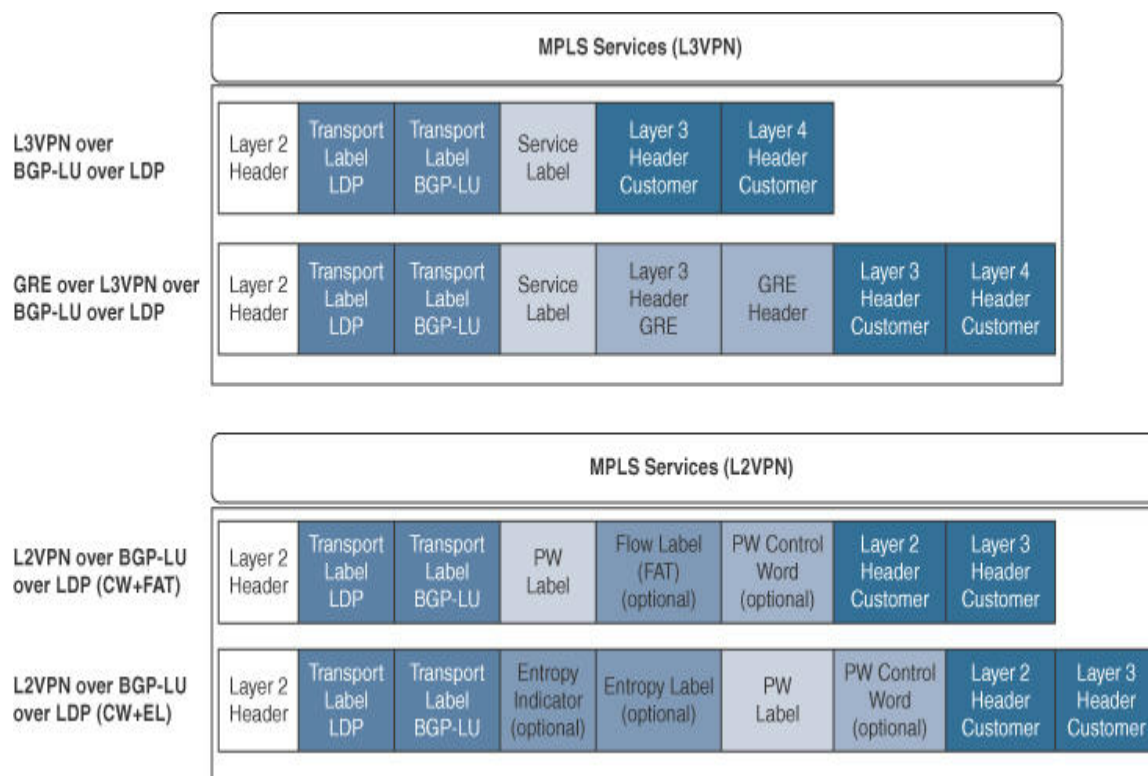 MPLS Services (L3VPN)
L3VPN over
BGP-LU over LDP
Layer 2
Header
Transport
Label
LDP
Transport
Label
BGP-LU
Service
Label
Layer 3
Header
Customer
Layer 4
Header
Customer
GRE over L3VPN over
BGP-LU over LDP
Layer 2
Header
Transport
Label
LDP
Transport
Label
BGP-LU
Service
Label
Layer 3
Header
GRE
GRE
Header
Layer 3
Header
Customer
Layer 4
Header
Customer
MPLS Services (L2VPN)
L2VPN over BGP-LU
over LDP (CW+FAT)
Layer 2
Header
Transport
Label
LDP
Transport
Label
BGP-LU
PW
Label
Flow Label
(FAT)
(optional)
PW Control
Word
(optional)
Layer 2
Header
Customer
Layer 3
Header
Customer
L2VPN over BGP-LU
over LDP (CW+EL)
Layer 2
Header
Transport
Label
LDP
Transport
Label
BGP-LU
Entropy
Indicator
(optional)
Entropy Label
(optional)
PW
Label
PW Control
Word
(optional)
Layer 2
Header
Customer
Layer 3
Header
Customer